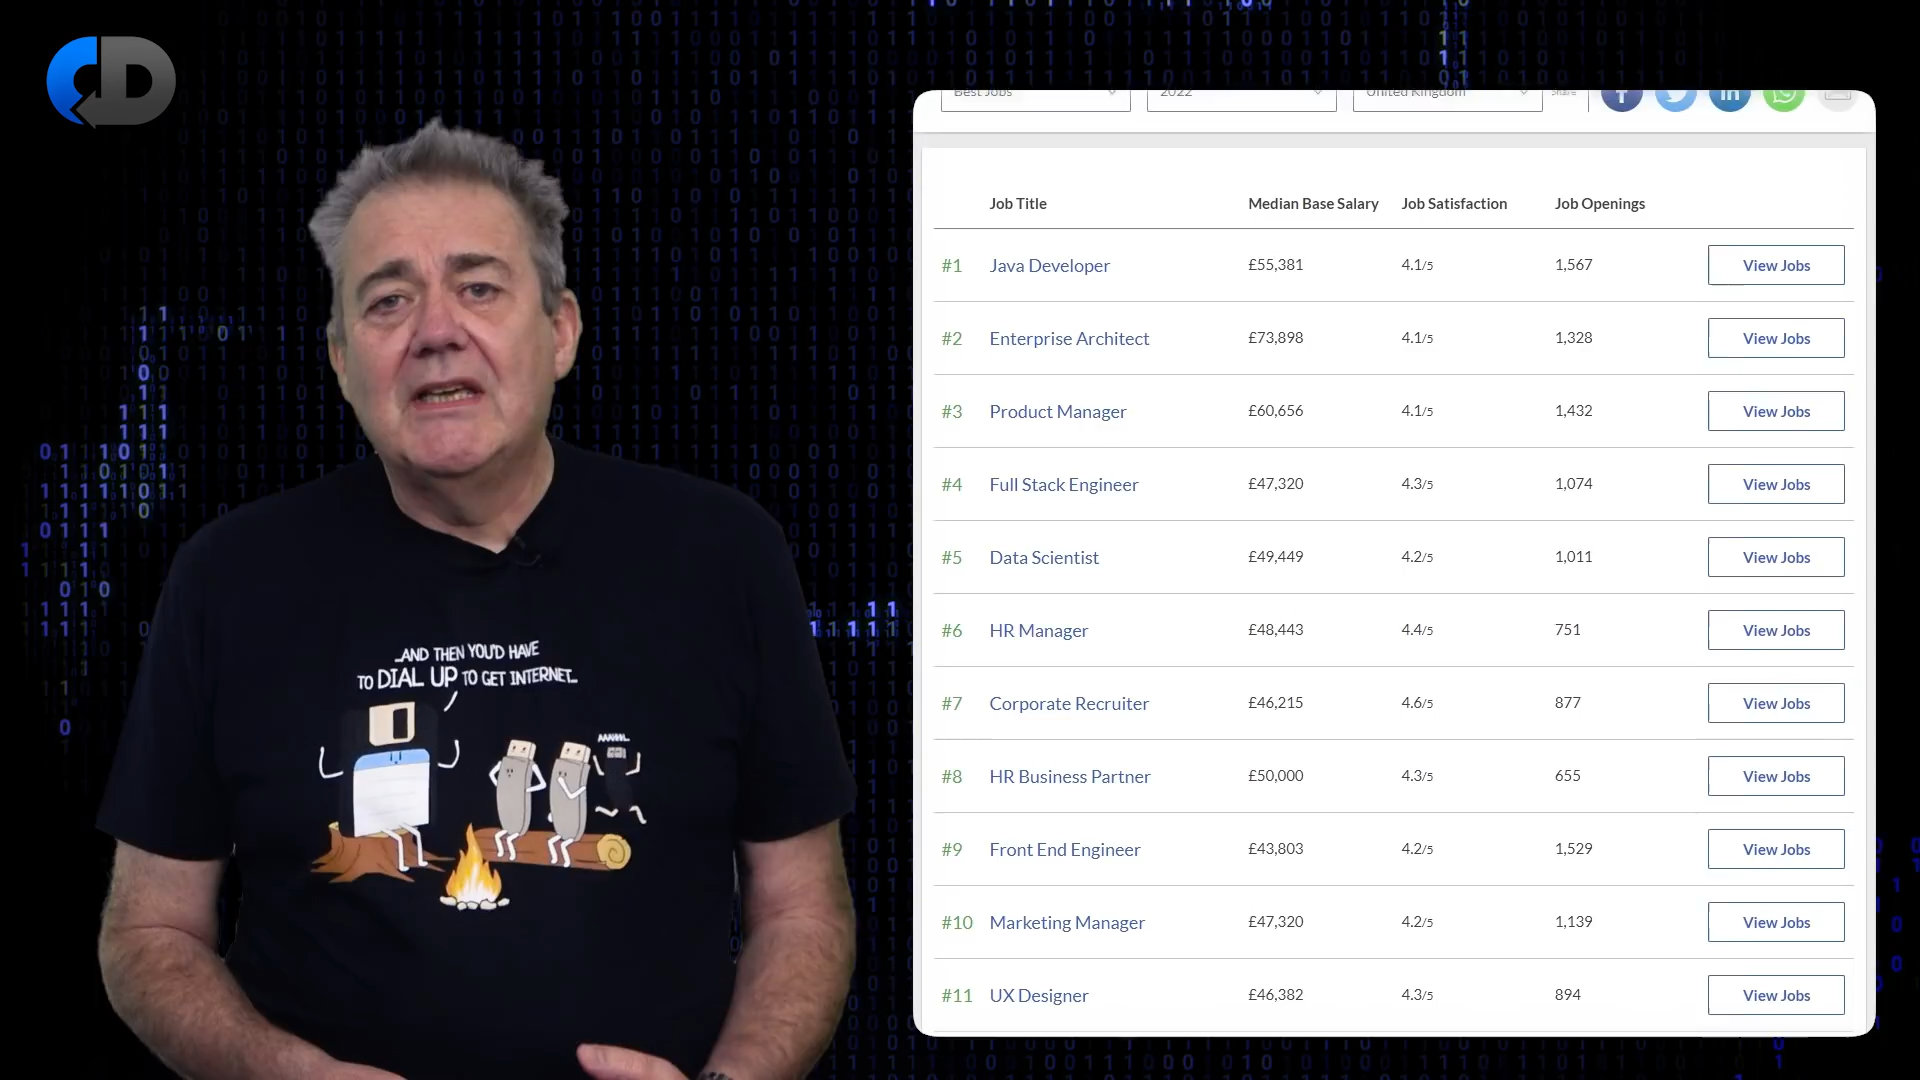 CD
Best Jobs 2022 United Kingdom Share
Job Title Median Base Salary Job Satisfaction Job Openings
#1 Java Developer £55,381 4.1/5 1,567 View Jobs
#2 Enterprise Architect £73,898 4.1/5 1,328 View Jobs
#3 Product Manager £60,656 4.1/5 1,432 View Jobs
#4 Full Stack Engineer £47,320 4.3/5 1,074 View Jobs
#5 Data Scientist £49,449 4.2/5 1,011 View Jobs
#6 HR Manager £48,443 4.4/5 751 View Jobs
#7 Corporate Recruiter £46,215 4.6/5 877 View Jobs
#8 HR Business Partner £50,000 4.3/5 655 View Jobs
#9 Front End Engineer £43,803 4.2/5 1,529 View Jobs
#10 Marketing Manager £47,320 4.2/5 1,139 View Jobs
#11 UX Designer £46,382 4.3/5 894 View Jobs
...AND THEN YOU'D HAVE
TO DIAL UP TO GET INTERNET...